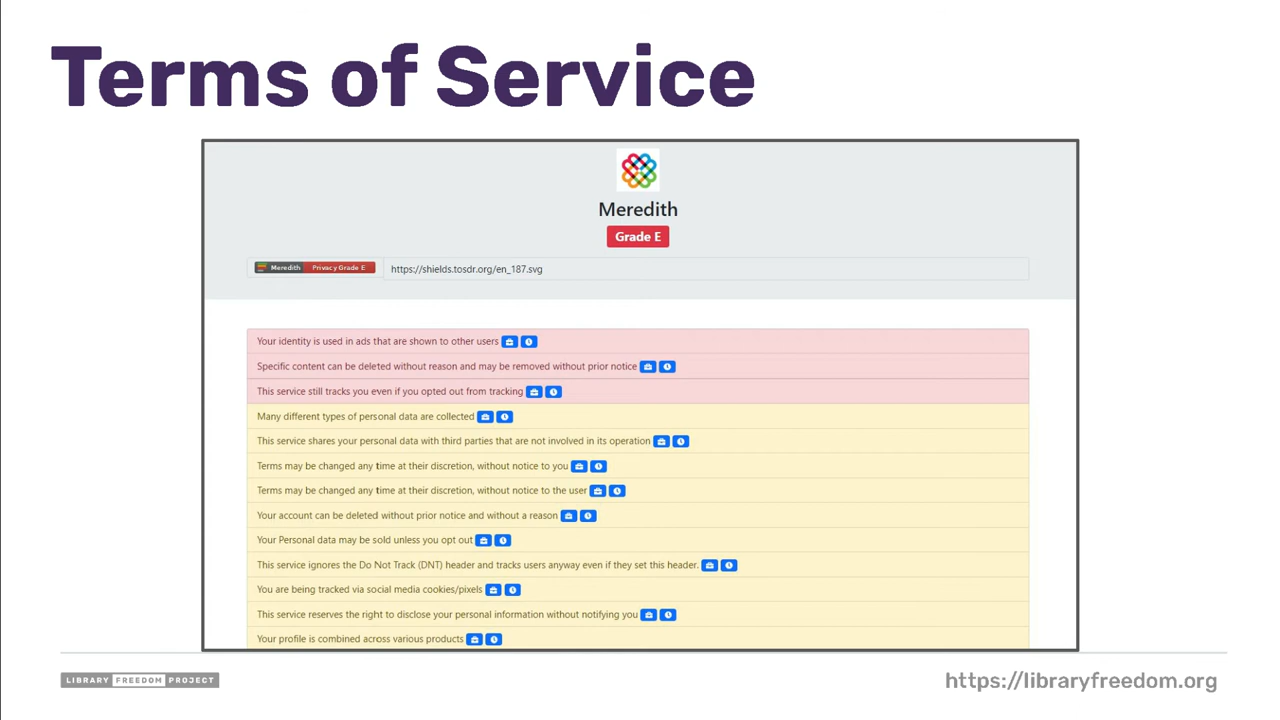 Terms of Service
Meredith
Grade E
Meredith Privacy Grade E https://shields.tosdr.org/en_187.svg
Your identity is used in ads that are shown to other users
Specific content can be deleted without reason and may be removed without prior notice
This service still tracks you even if you opted out from tracking
Many different types of personal data are collected
This service shares your personal data with third parties that are not involved in its operation
Terms may be changed any time at their discretion, without notice to you
Terms may be changed any time at their discretion, without notice to the user
Your account can be deleted without prior notice and without a reason
Your Personal data may be sold unless you opt out
This service ignores the Do Not Track (DNT) header and tracks users anyway even if they set this header.
You are being tracked via social media cookies/pixels
This service reserves the right to disclose your personal information without notifying you
Your profile is combined across various products
LIBRARY FREEDOM PROJECT https://libraryfreedom.org